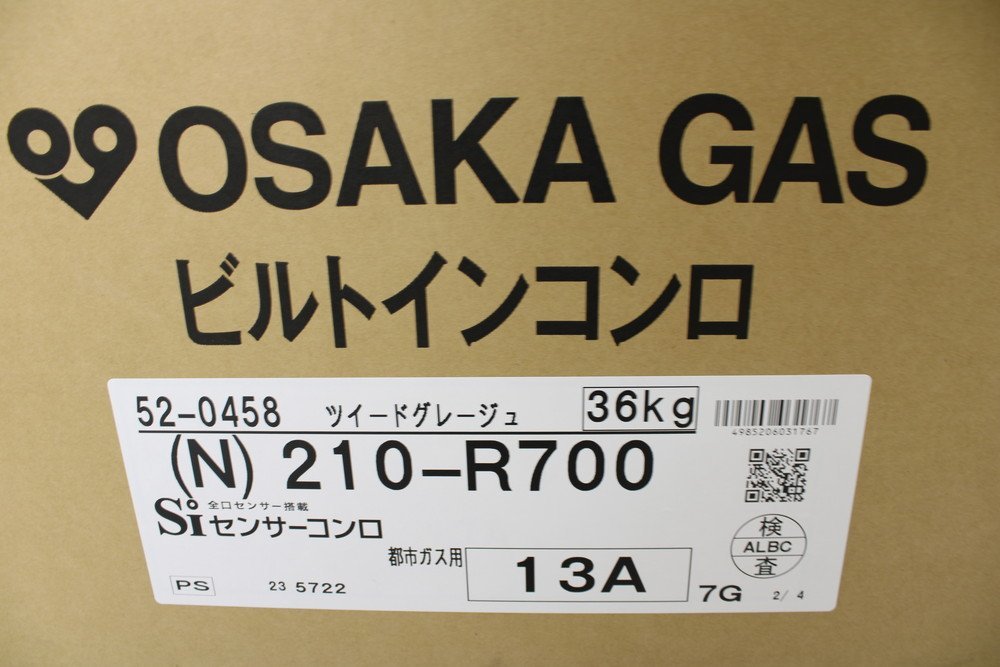 OSAKA GAS
ビルトインコンロ
52-0458 ツイードグレージュ 36kg
4985206031767
(N) 210-R700
全口センサー搭載
Siセンサーコンロ
検
ALBC
査
都市ガス用 13A
PS 23 5722 7G 2/ 4